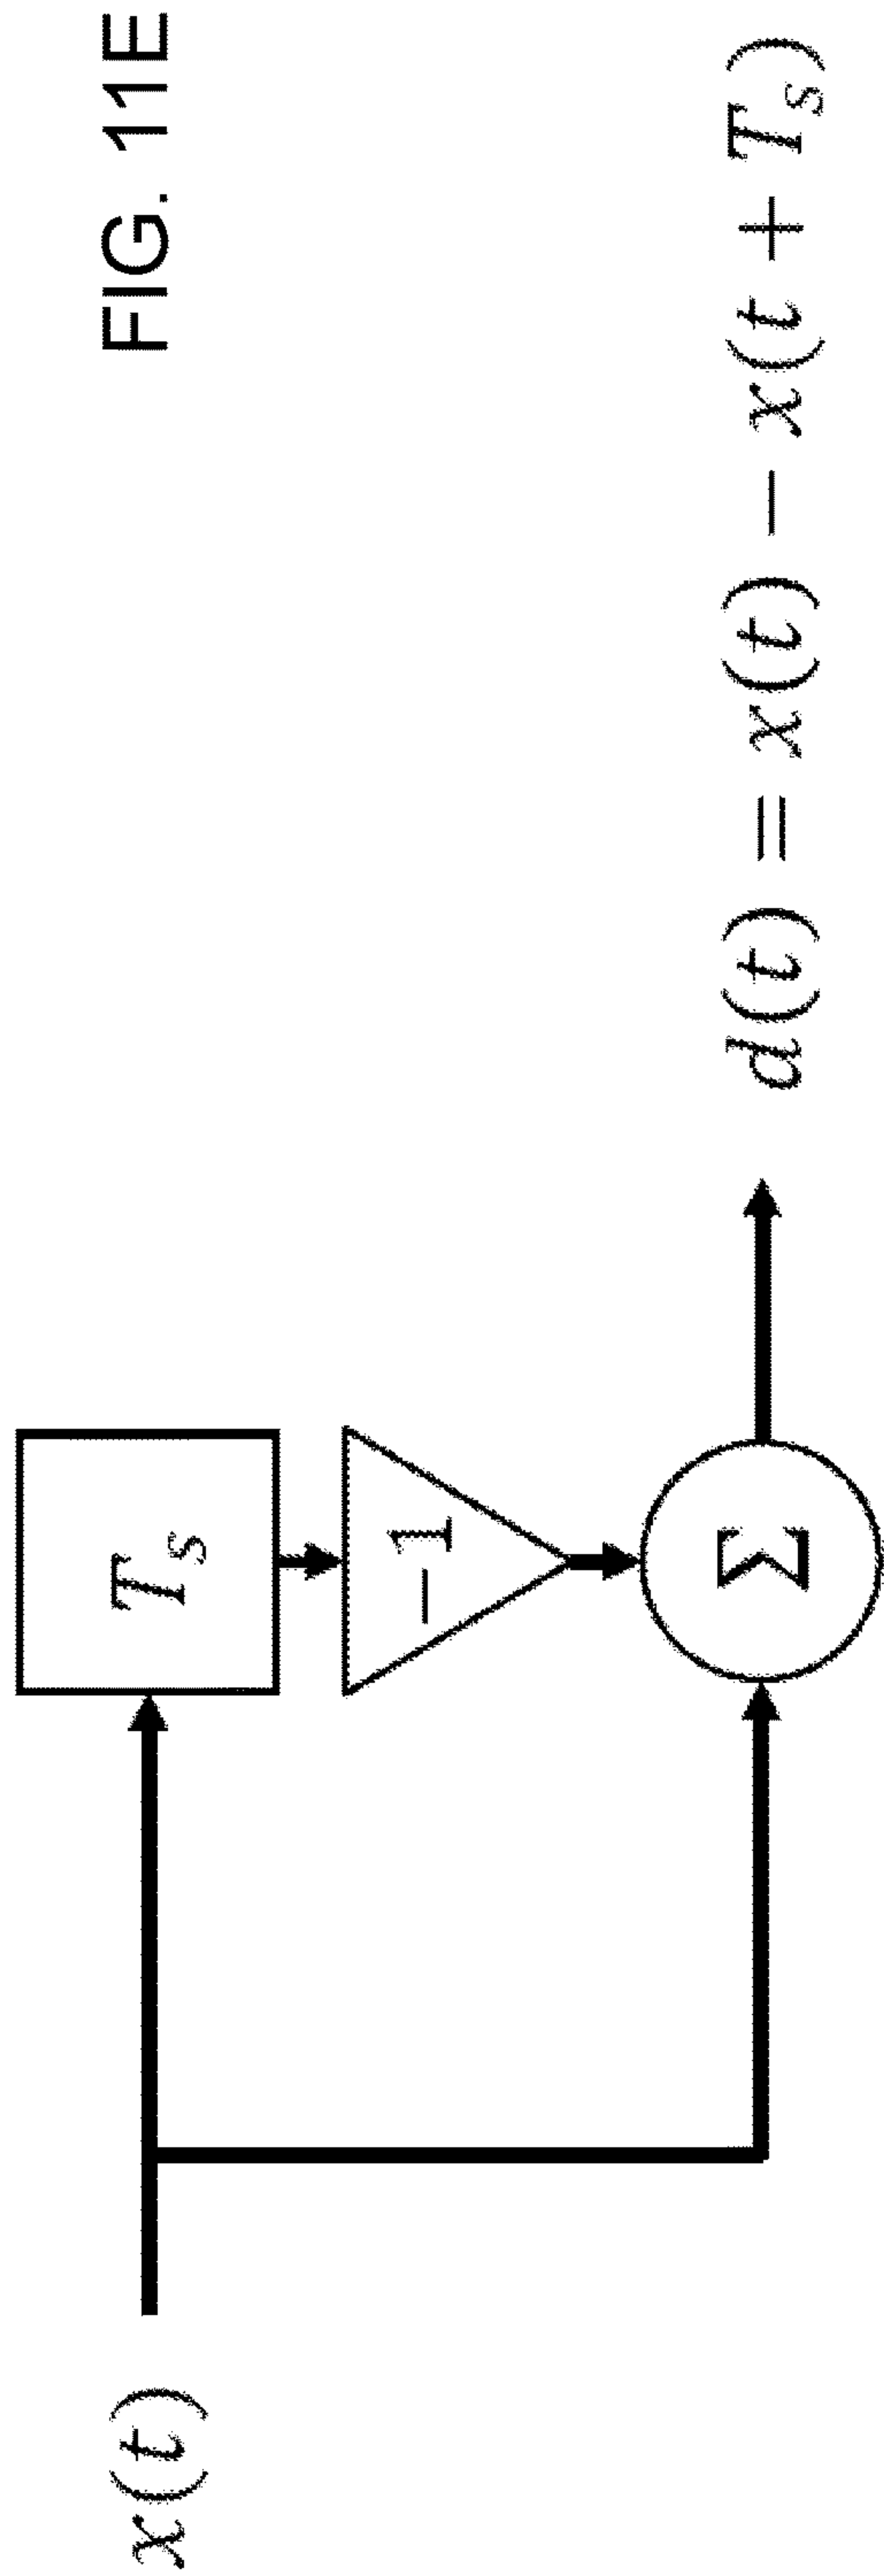 FIG. 11E
x(t)
T_s
−1
Σ
d(t) = x(t) − x(t + T_s)